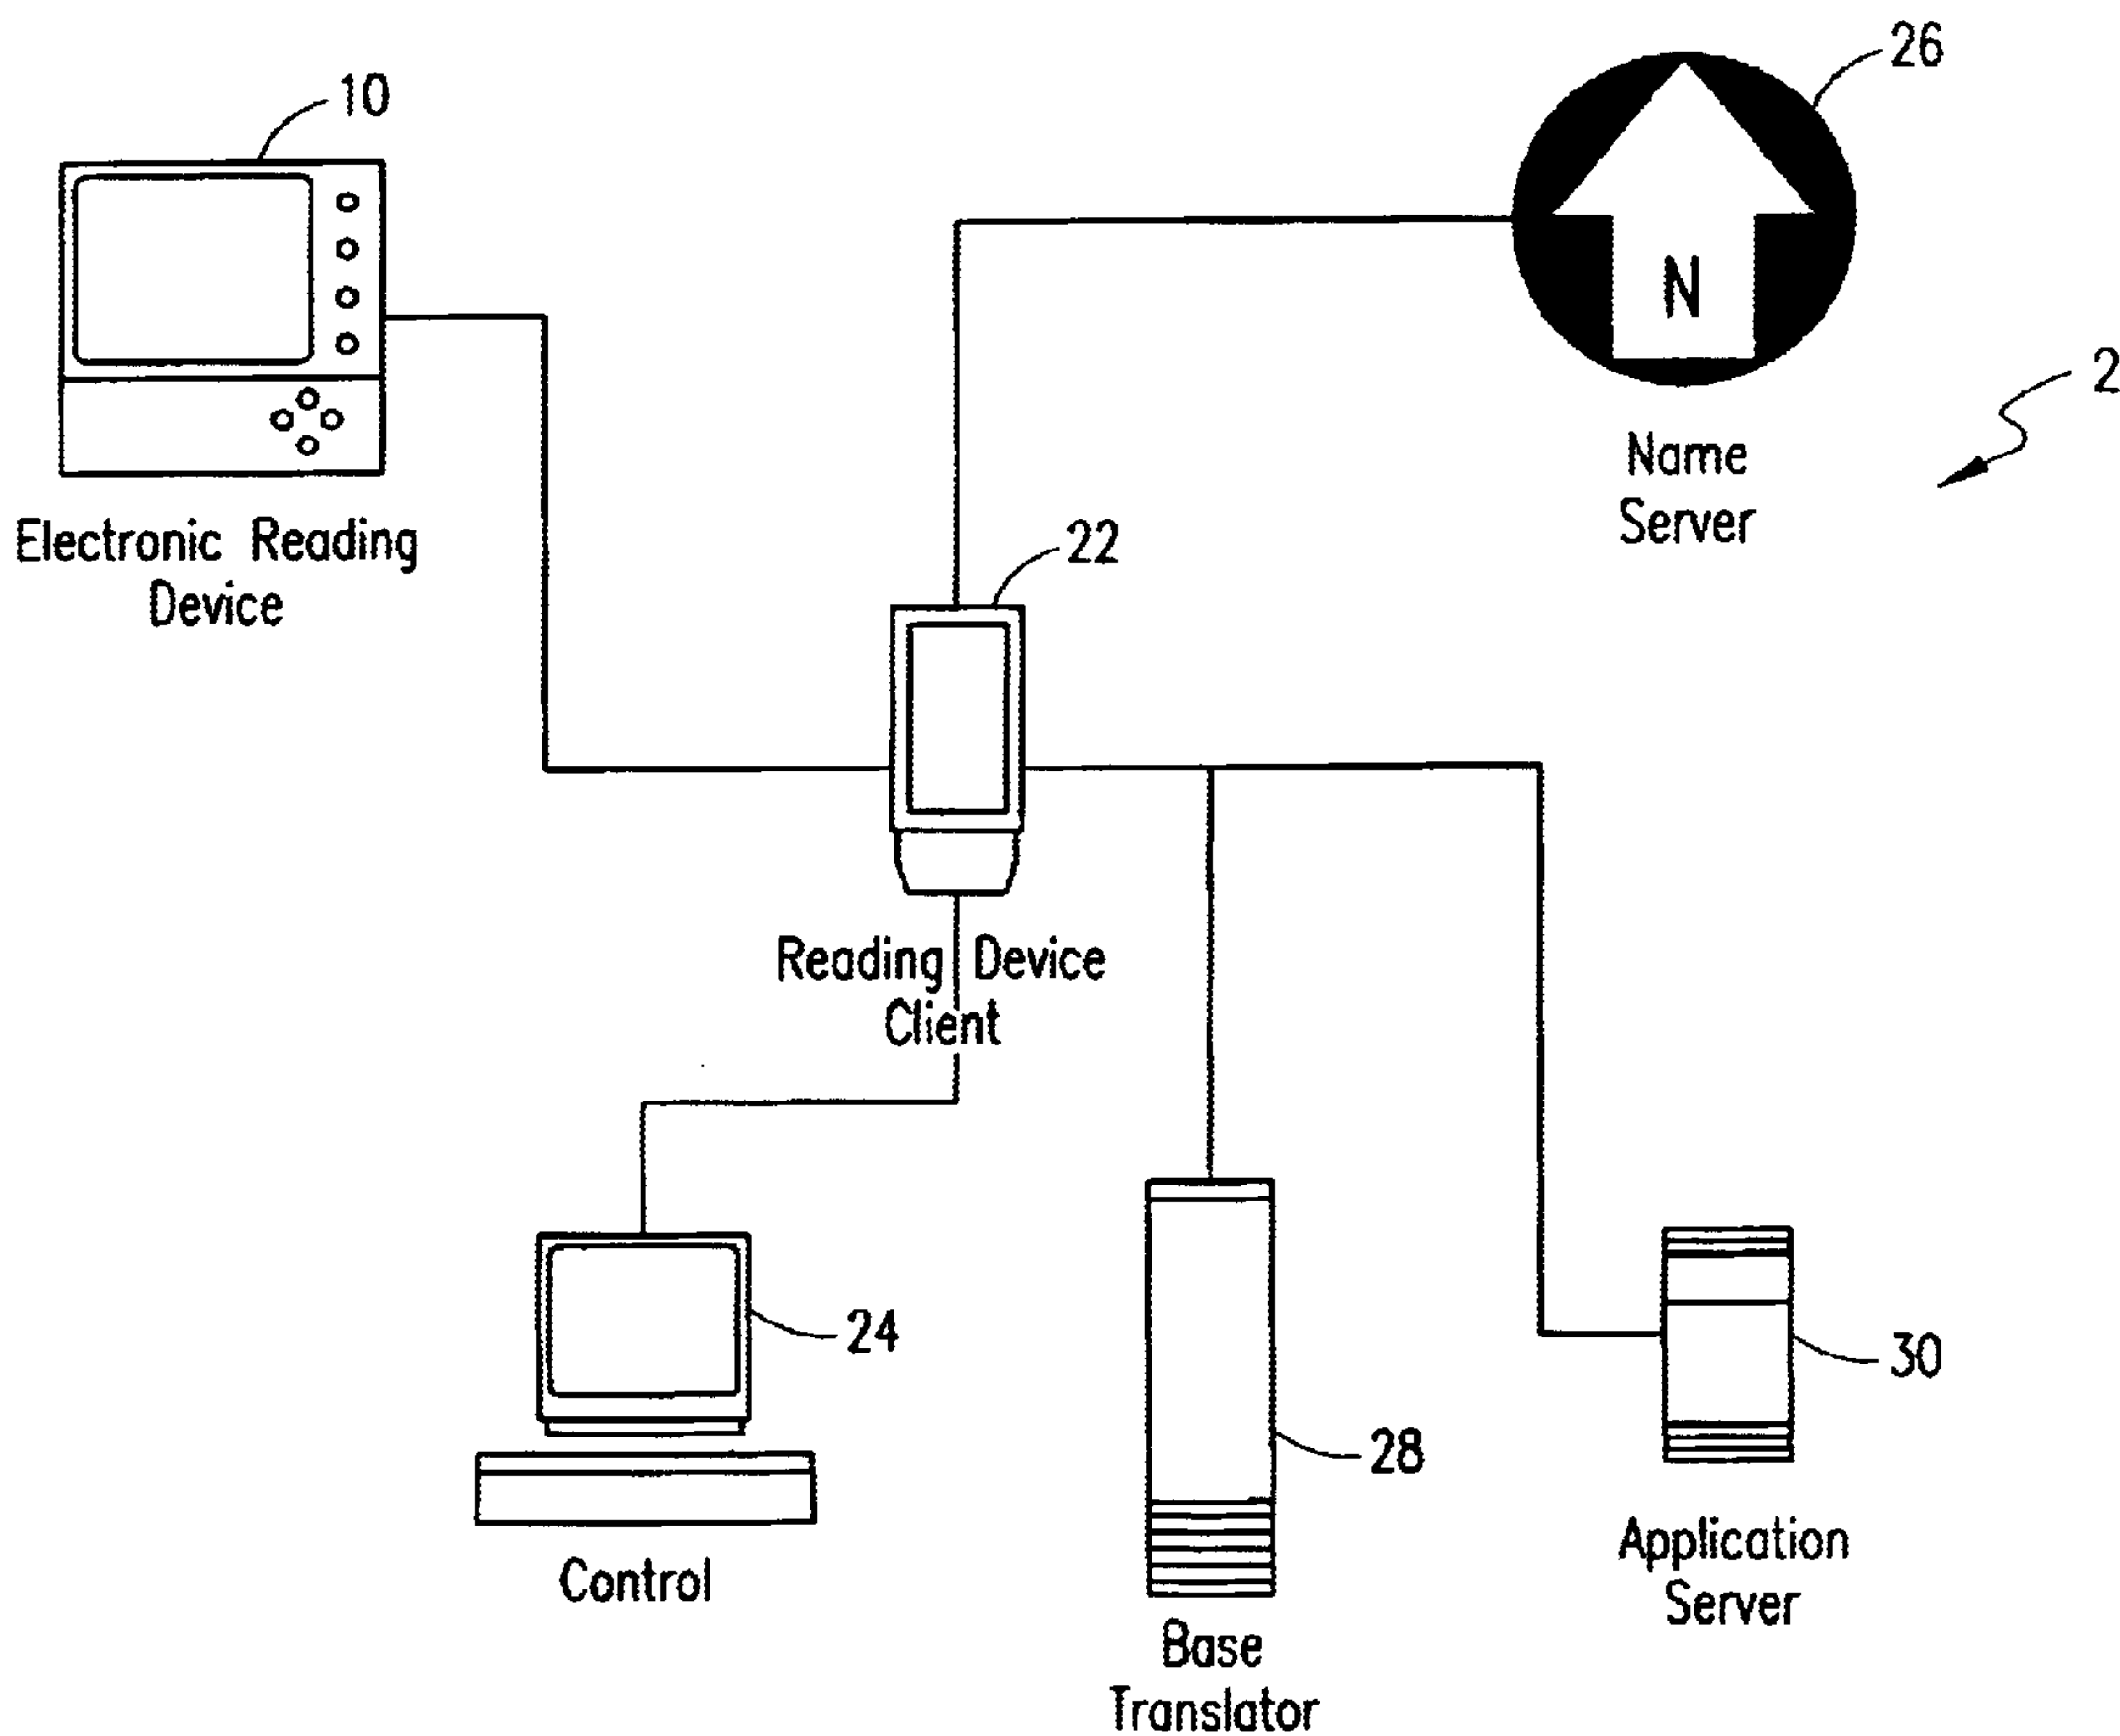 10
26
N
2
Name
Server
Electronic Reading
Device
22
Reading Device
Client
24
Control
28
Base
Translator
30
Application
Server